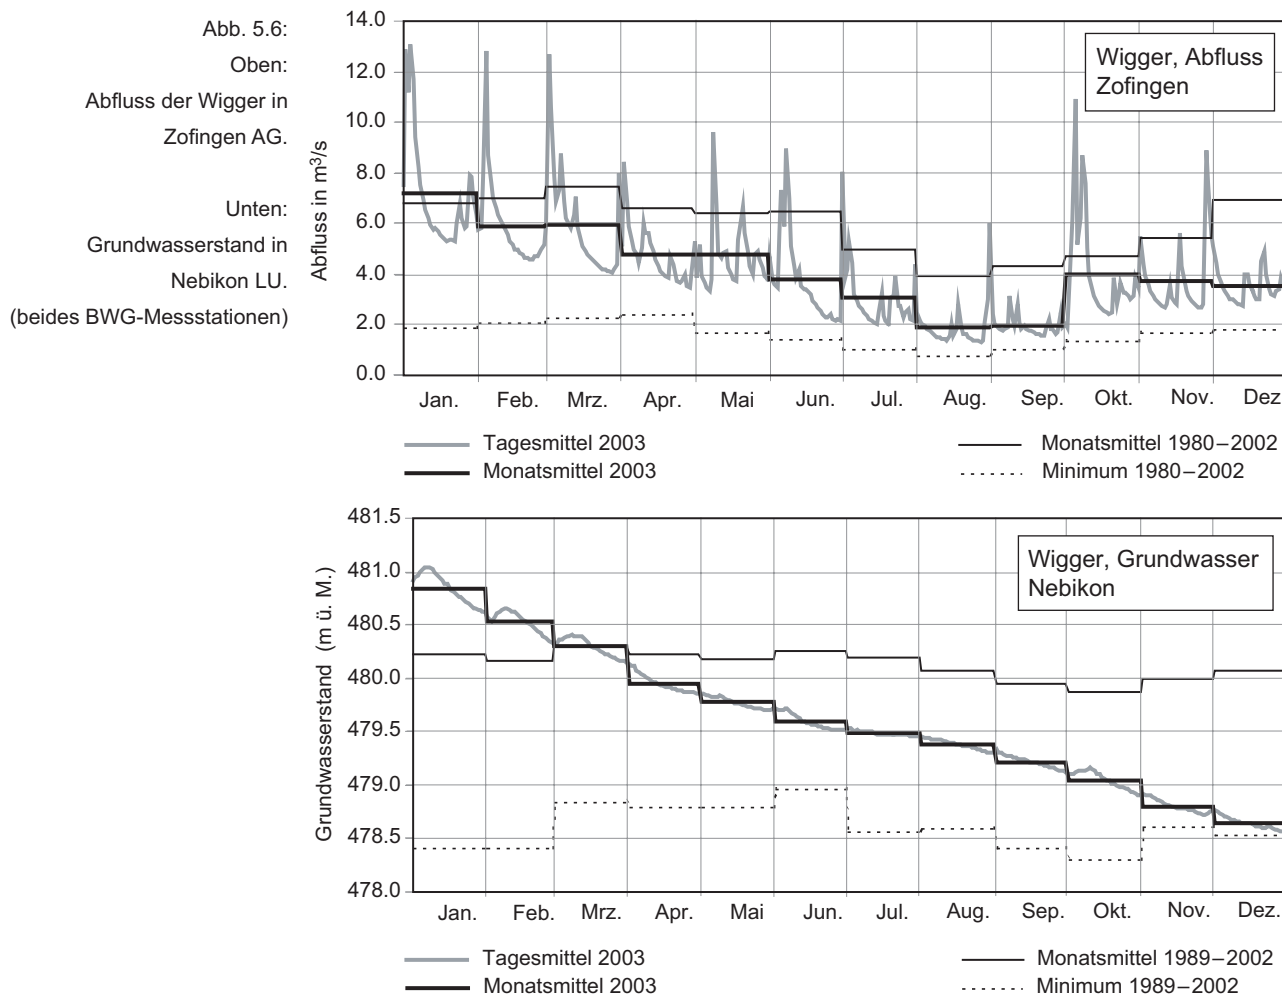 Abb. 5.6:
Oben:
Abfluss der Wigger in
Zofingen AG.
Unten:
Grundwasserstand in
Nebikon LU.
(beides BWG-Messstationen)
Abfluss in m³/s
14.0
12.0
10.0
8.0
6.0
4.0
2.0
0.0
Wigger, Abfluss
Zofingen
Jan. Feb. Mrz. Apr. Mai Jun. Jul. Aug. Sep. Okt. Nov. Dez.
Tagesmittel 2003
Monatsmittel 2003
Monatsmittel 1980–2002
Minimum 1980–2002
Grundwasserstand (m ü. M.)
481.5
481.0
480.5
480.0
479.5
479.0
478.5
478.0
Wigger, Grundwasser
Nebikon
Jan. Feb. Mrz. Apr. Mai Jun. Jul. Aug. Sep. Okt. Nov. Dez.
Tagesmittel 2003
Monatsmittel 2003
Monatsmittel 1989–2002
Minimum 1989–2002